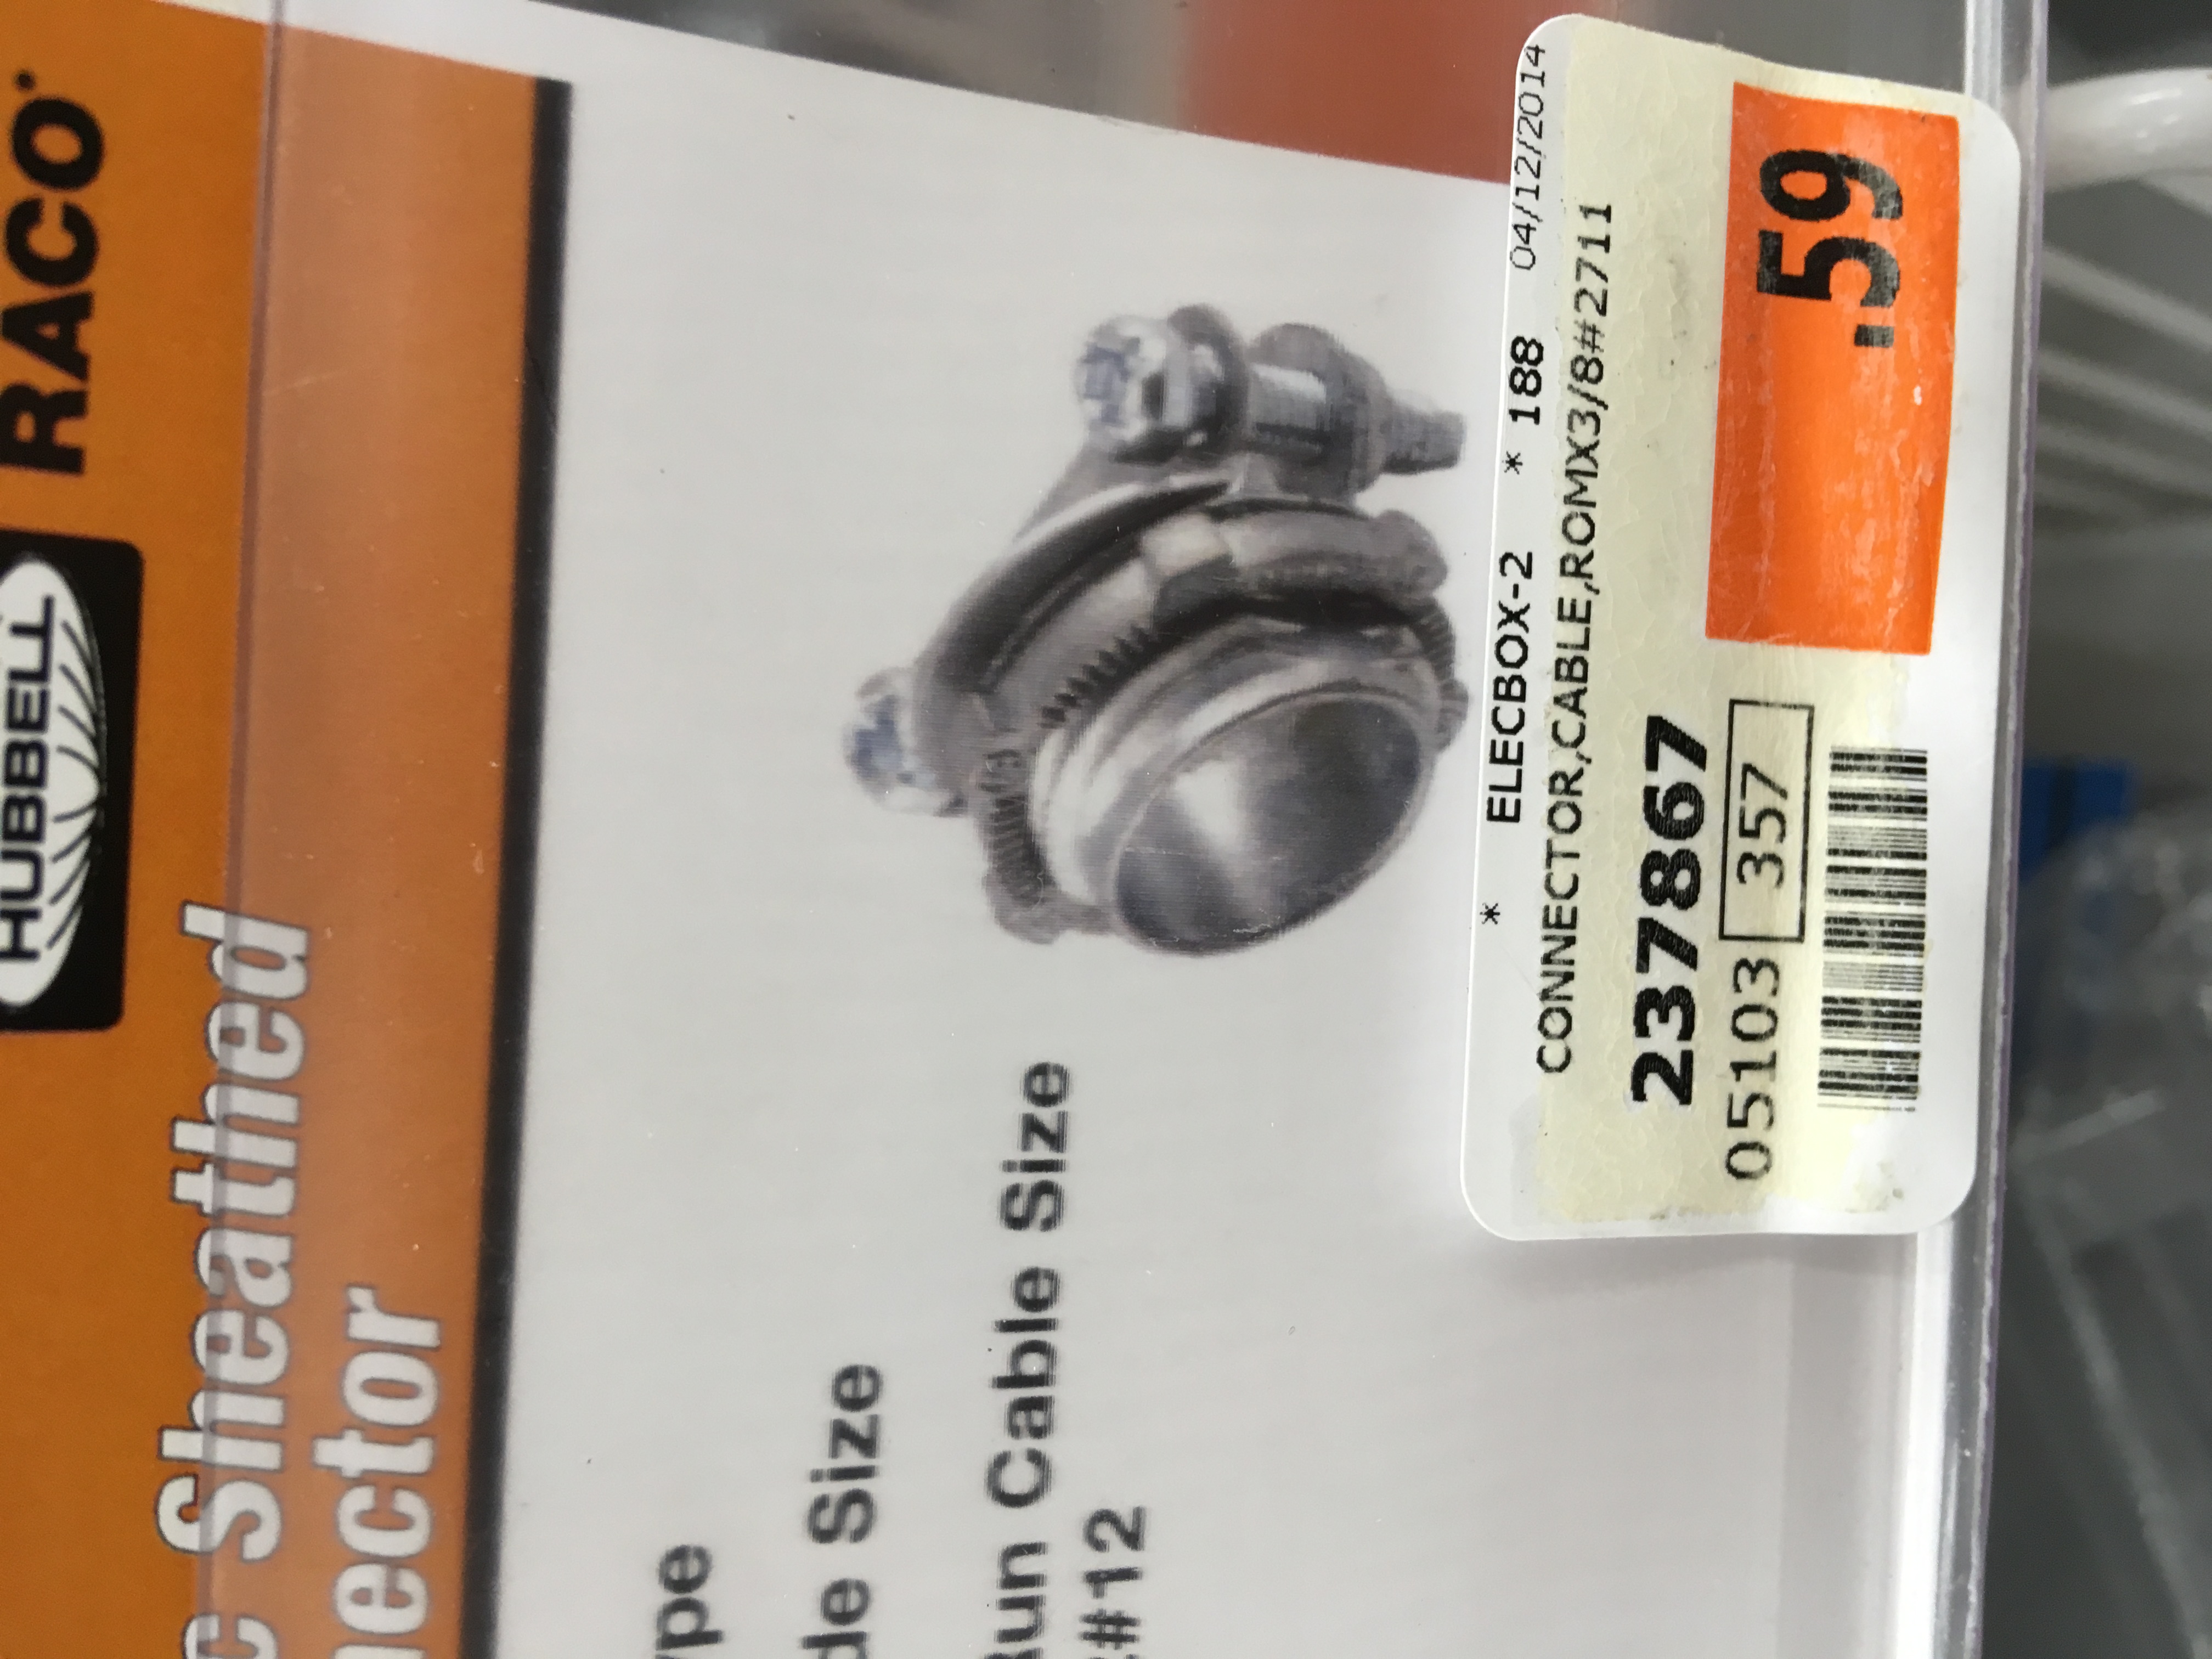 HUBBELL RACO
c Sheathed
nector
ype
de Size
Run Cable Size
#12
* ELECBOX-2 * 188 04/12/2014
CONNECTOR,CABLE,ROMX3/8#2711
237867
05103 357
.59